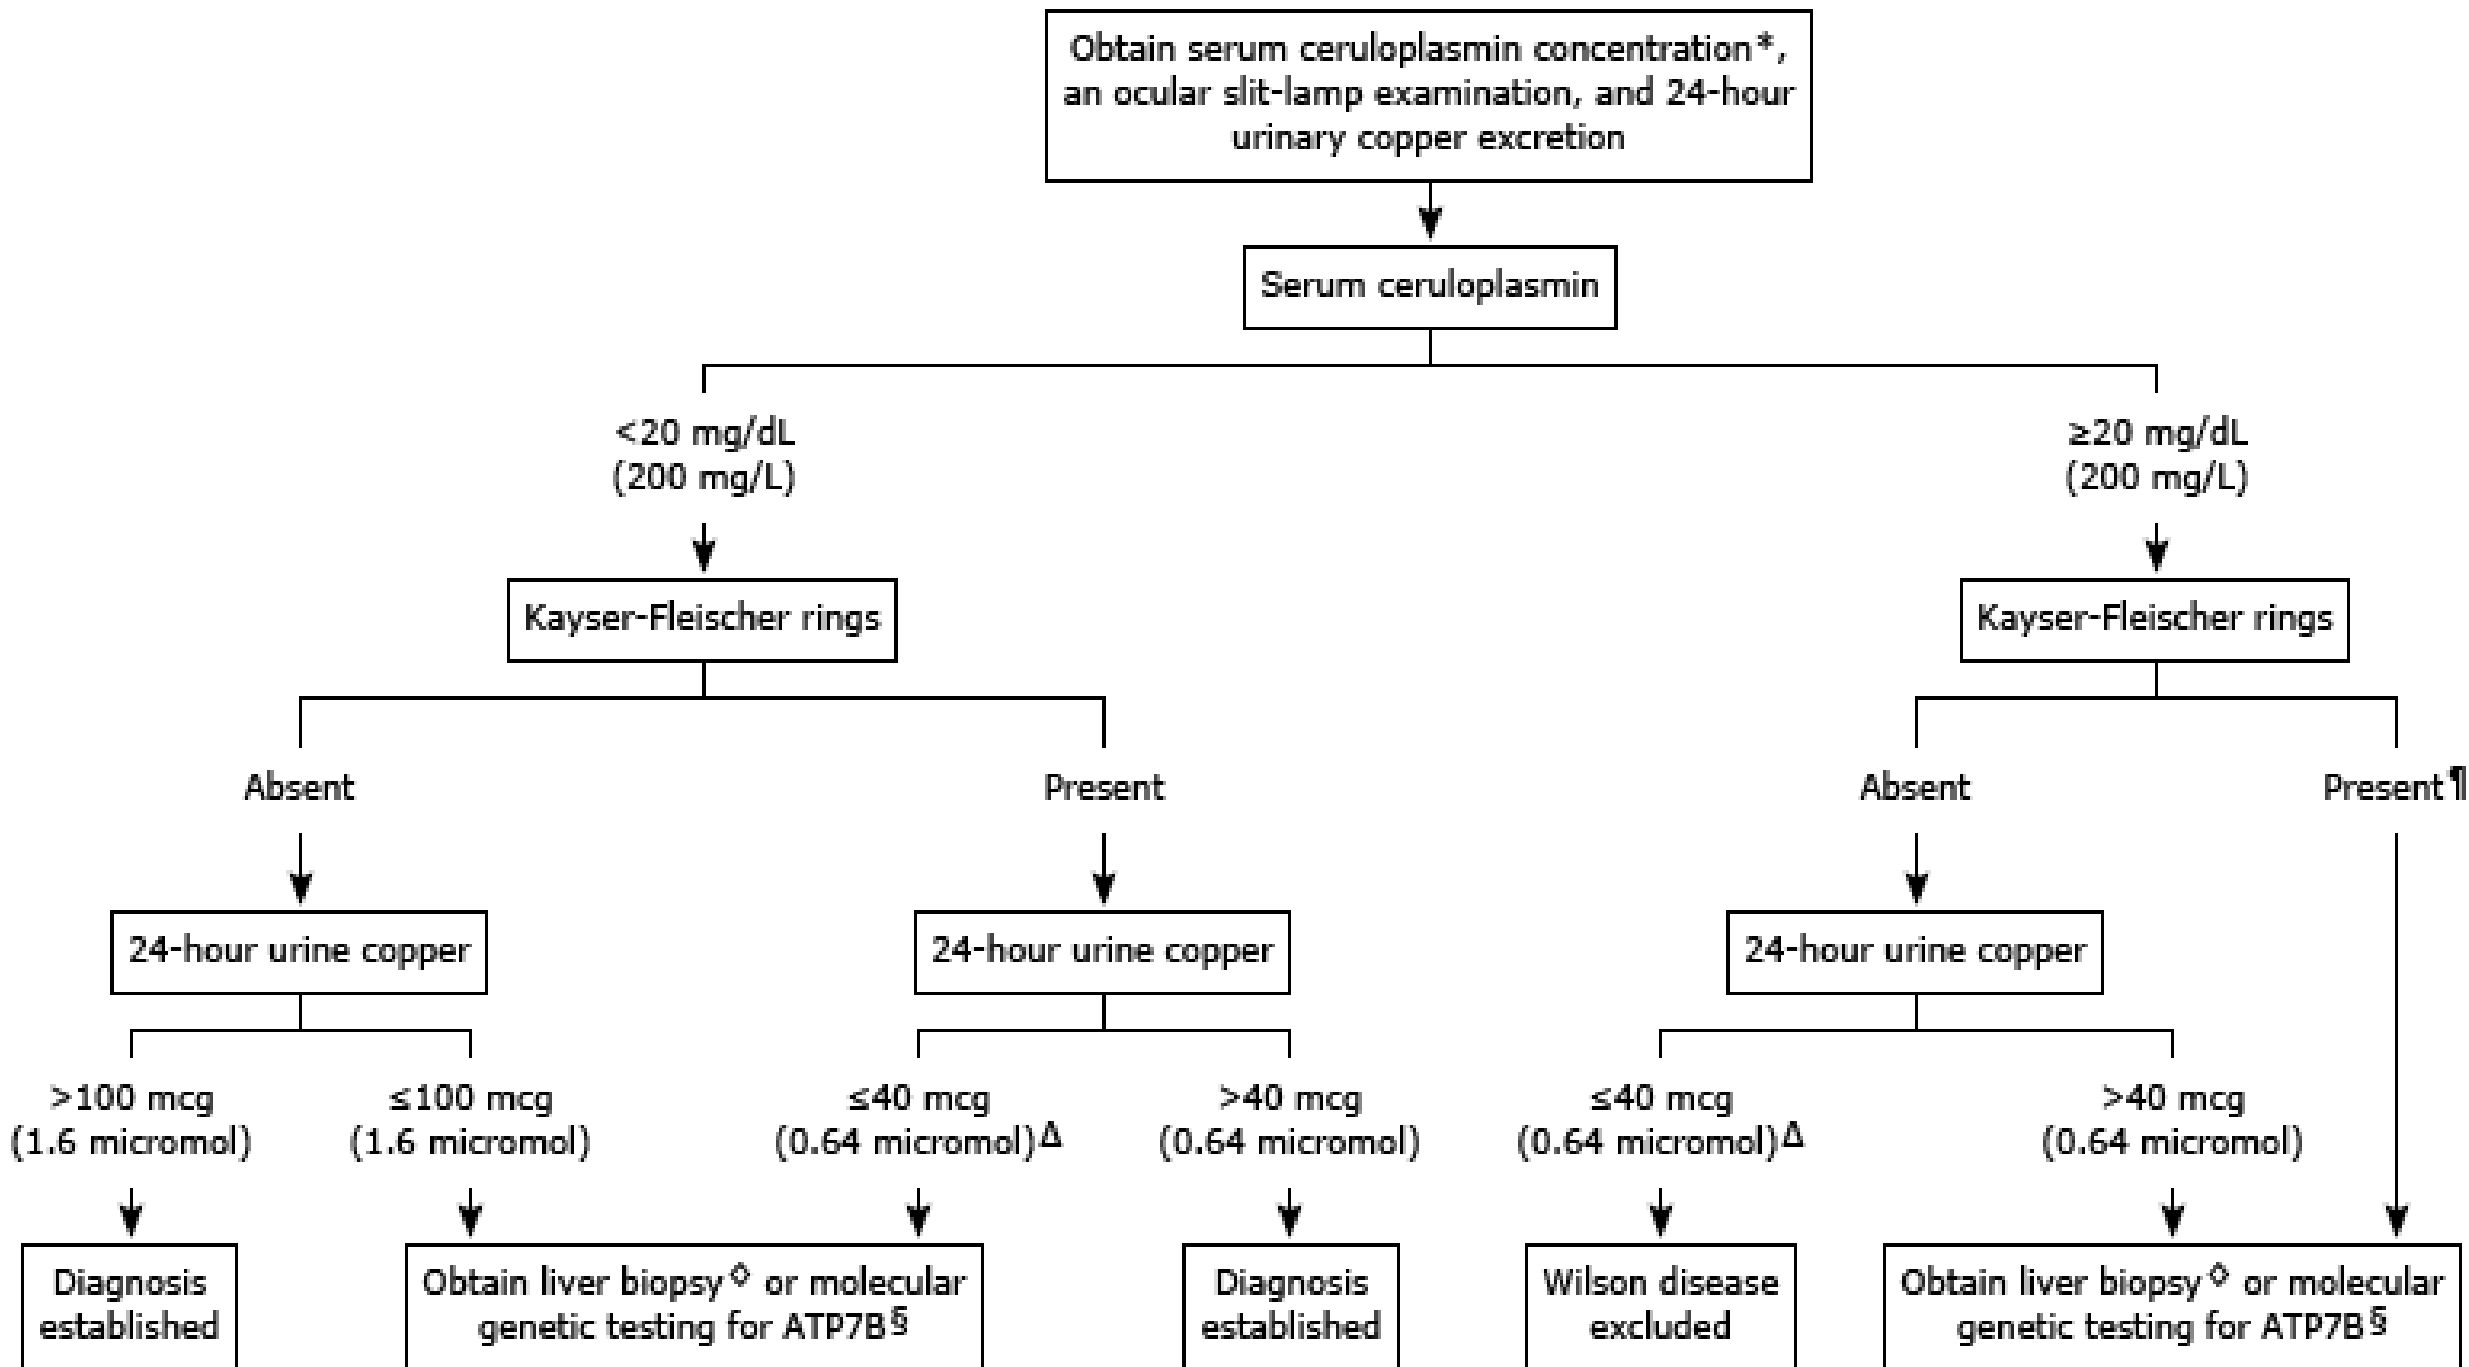 Obtain serum ceruloplasmin concentration*,
an ocular slit-lamp examination, and 24-hour
urinary copper excretion
Serum ceruloplasmin
<20 mg/dL
(200 mg/L)
≥20 mg/dL
(200 mg/L)
Kayser-Fleischer rings
Kayser-Fleischer rings
Absent
Present
Absent
Present¶
24-hour urine copper
24-hour urine copper
24-hour urine copper
>100 mcg
(1.6 micromol)
≤100 mcg
(1.6 micromol)
≤40 mcg
(0.64 micromol)Δ
>40 mcg
(0.64 micromol)
≤40 mcg
(0.64 micromol)Δ
>40 mcg
(0.64 micromol)
Diagnosis
established
Obtain liver biopsy◊ or molecular
genetic testing for ATP7B§
Diagnosis
established
Wilson disease
excluded
Obtain liver biopsy◊ or molecular
genetic testing for ATP7B§